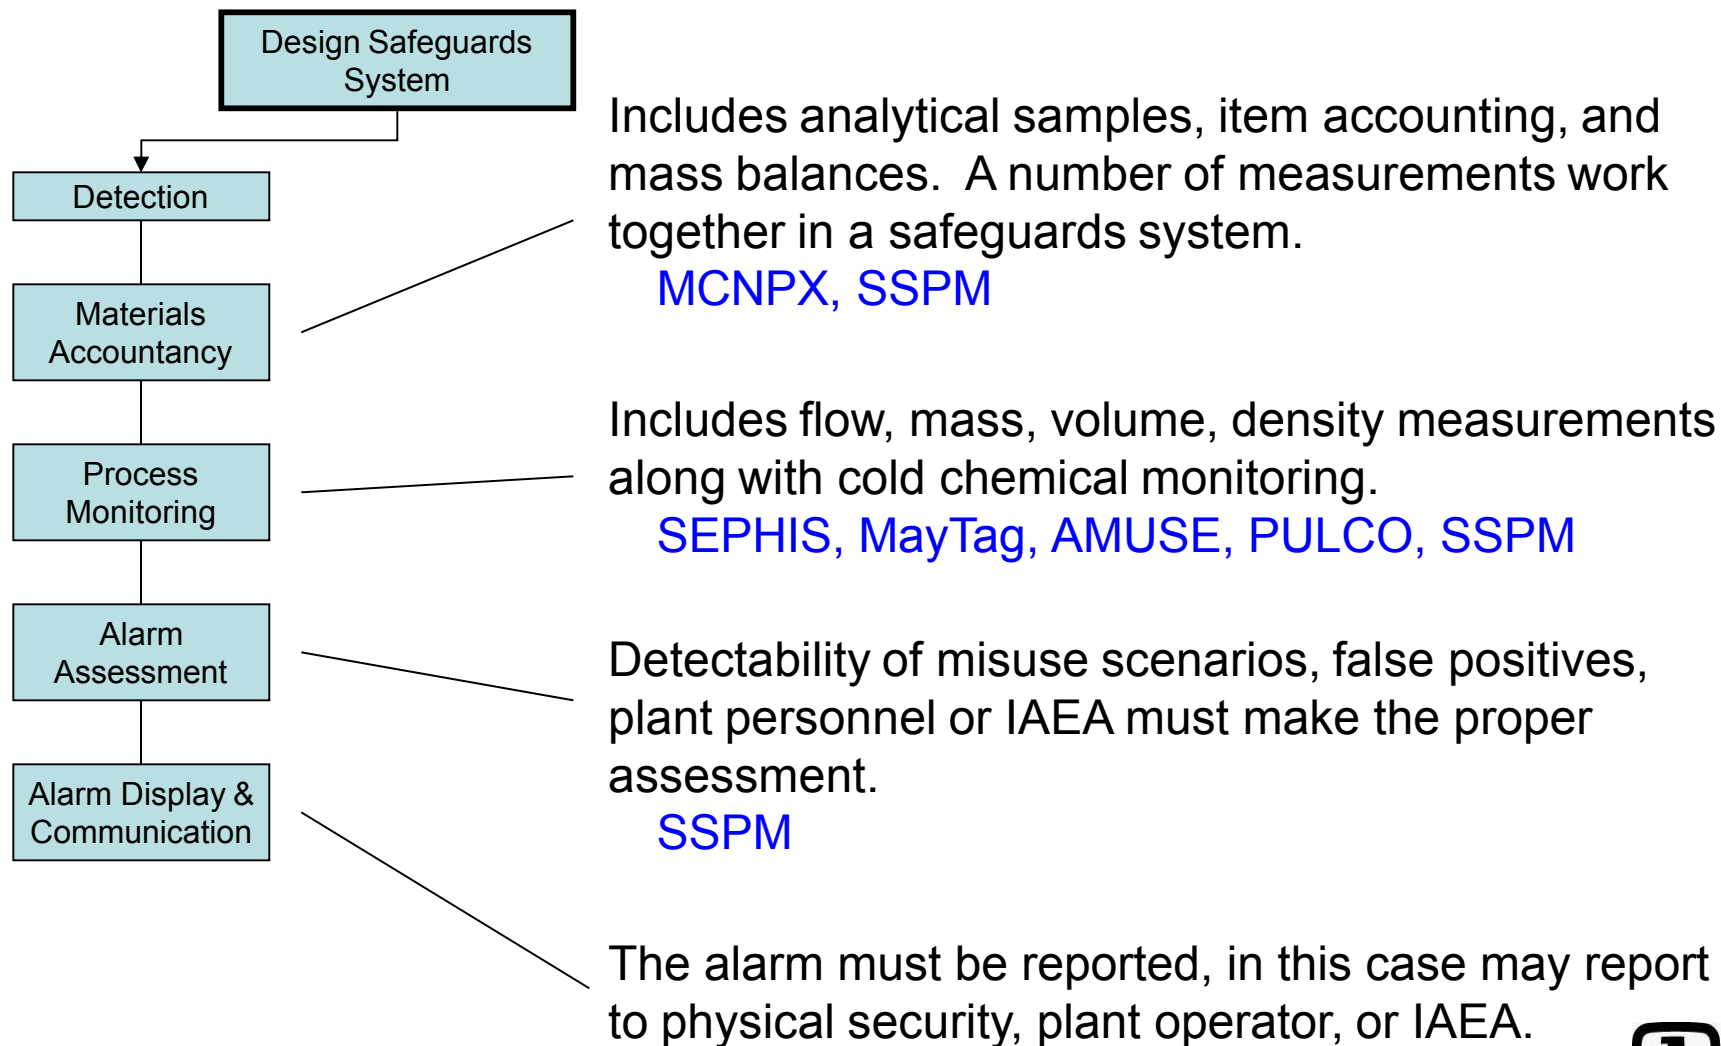 Design Safeguards
System
Detection
Materials
Accountancy
Process
Monitoring
Alarm
Assessment
Alarm Display &
Communication
Includes analytical samples, item accounting, and
mass balances.  A number of measurements work
together in a safeguards system.
MCNPX, SSPM
Includes flow, mass, volume, density measurements
along with cold chemical monitoring.
SEPHIS, MayTag, AMUSE, PULCO, SSPM
Detectability of misuse scenarios, false positives,
plant personnel or IAEA must make the proper
assessment.
SSPM
The alarm must be reported, in this case may report
to physical security, plant operator, or IAEA.